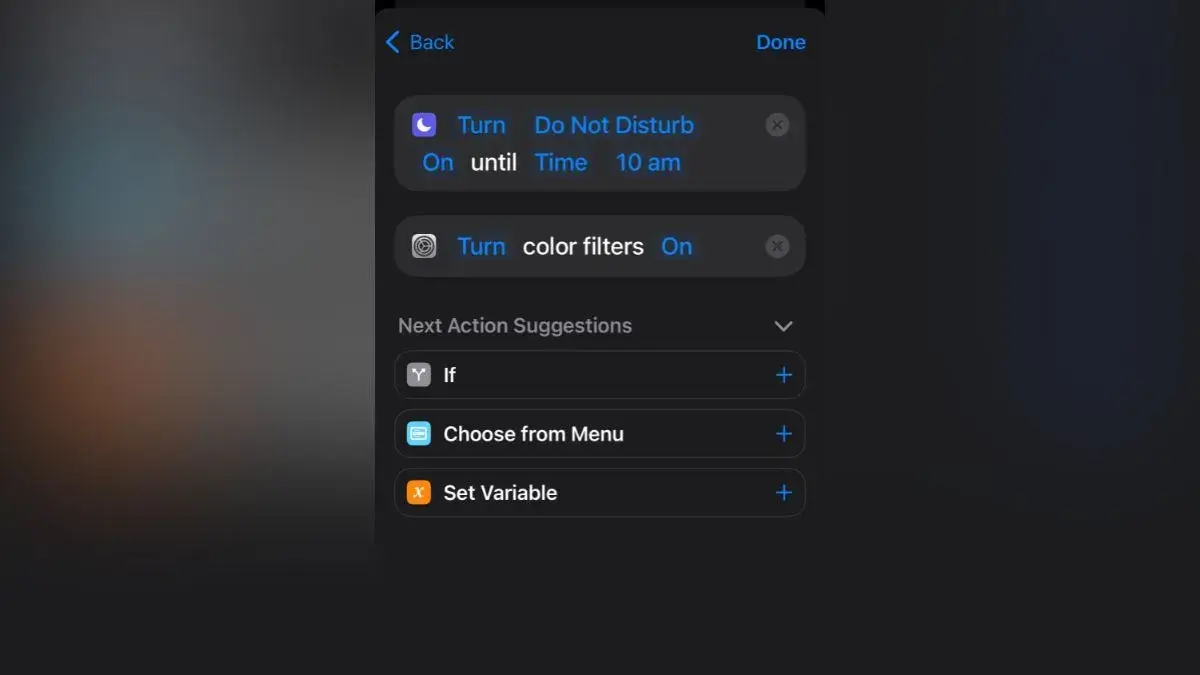 Back Done
Turn Do Not Disturb
On until Time 10 am
Turn color filters On
Next Action Suggestions
If
Choose from Menu
Set Variable